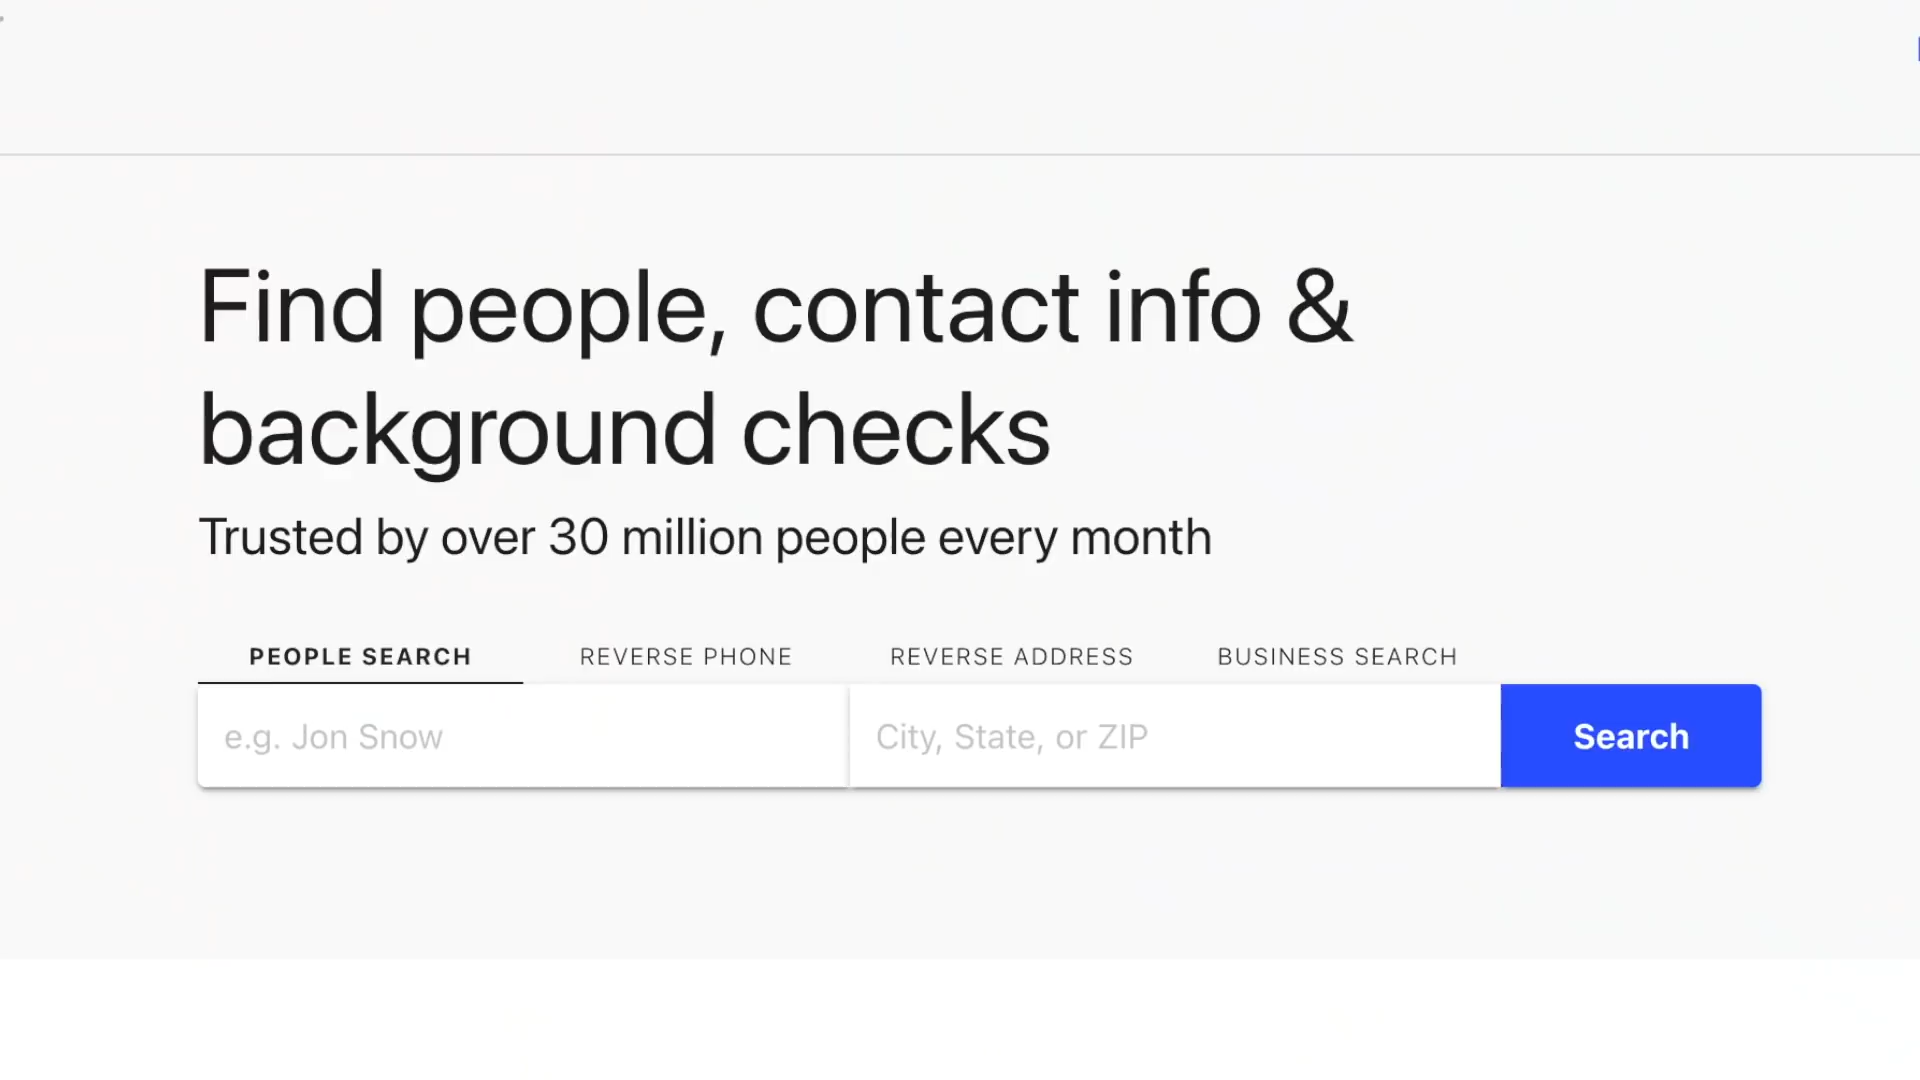 Find people, contact info &
background checks
Trusted by over 30 million people every month
PEOPLE SEARCH REVERSE PHONE REVERSE ADDRESS BUSINESS SEARCH
e.g. Jon Snow City, State, or ZIP Search